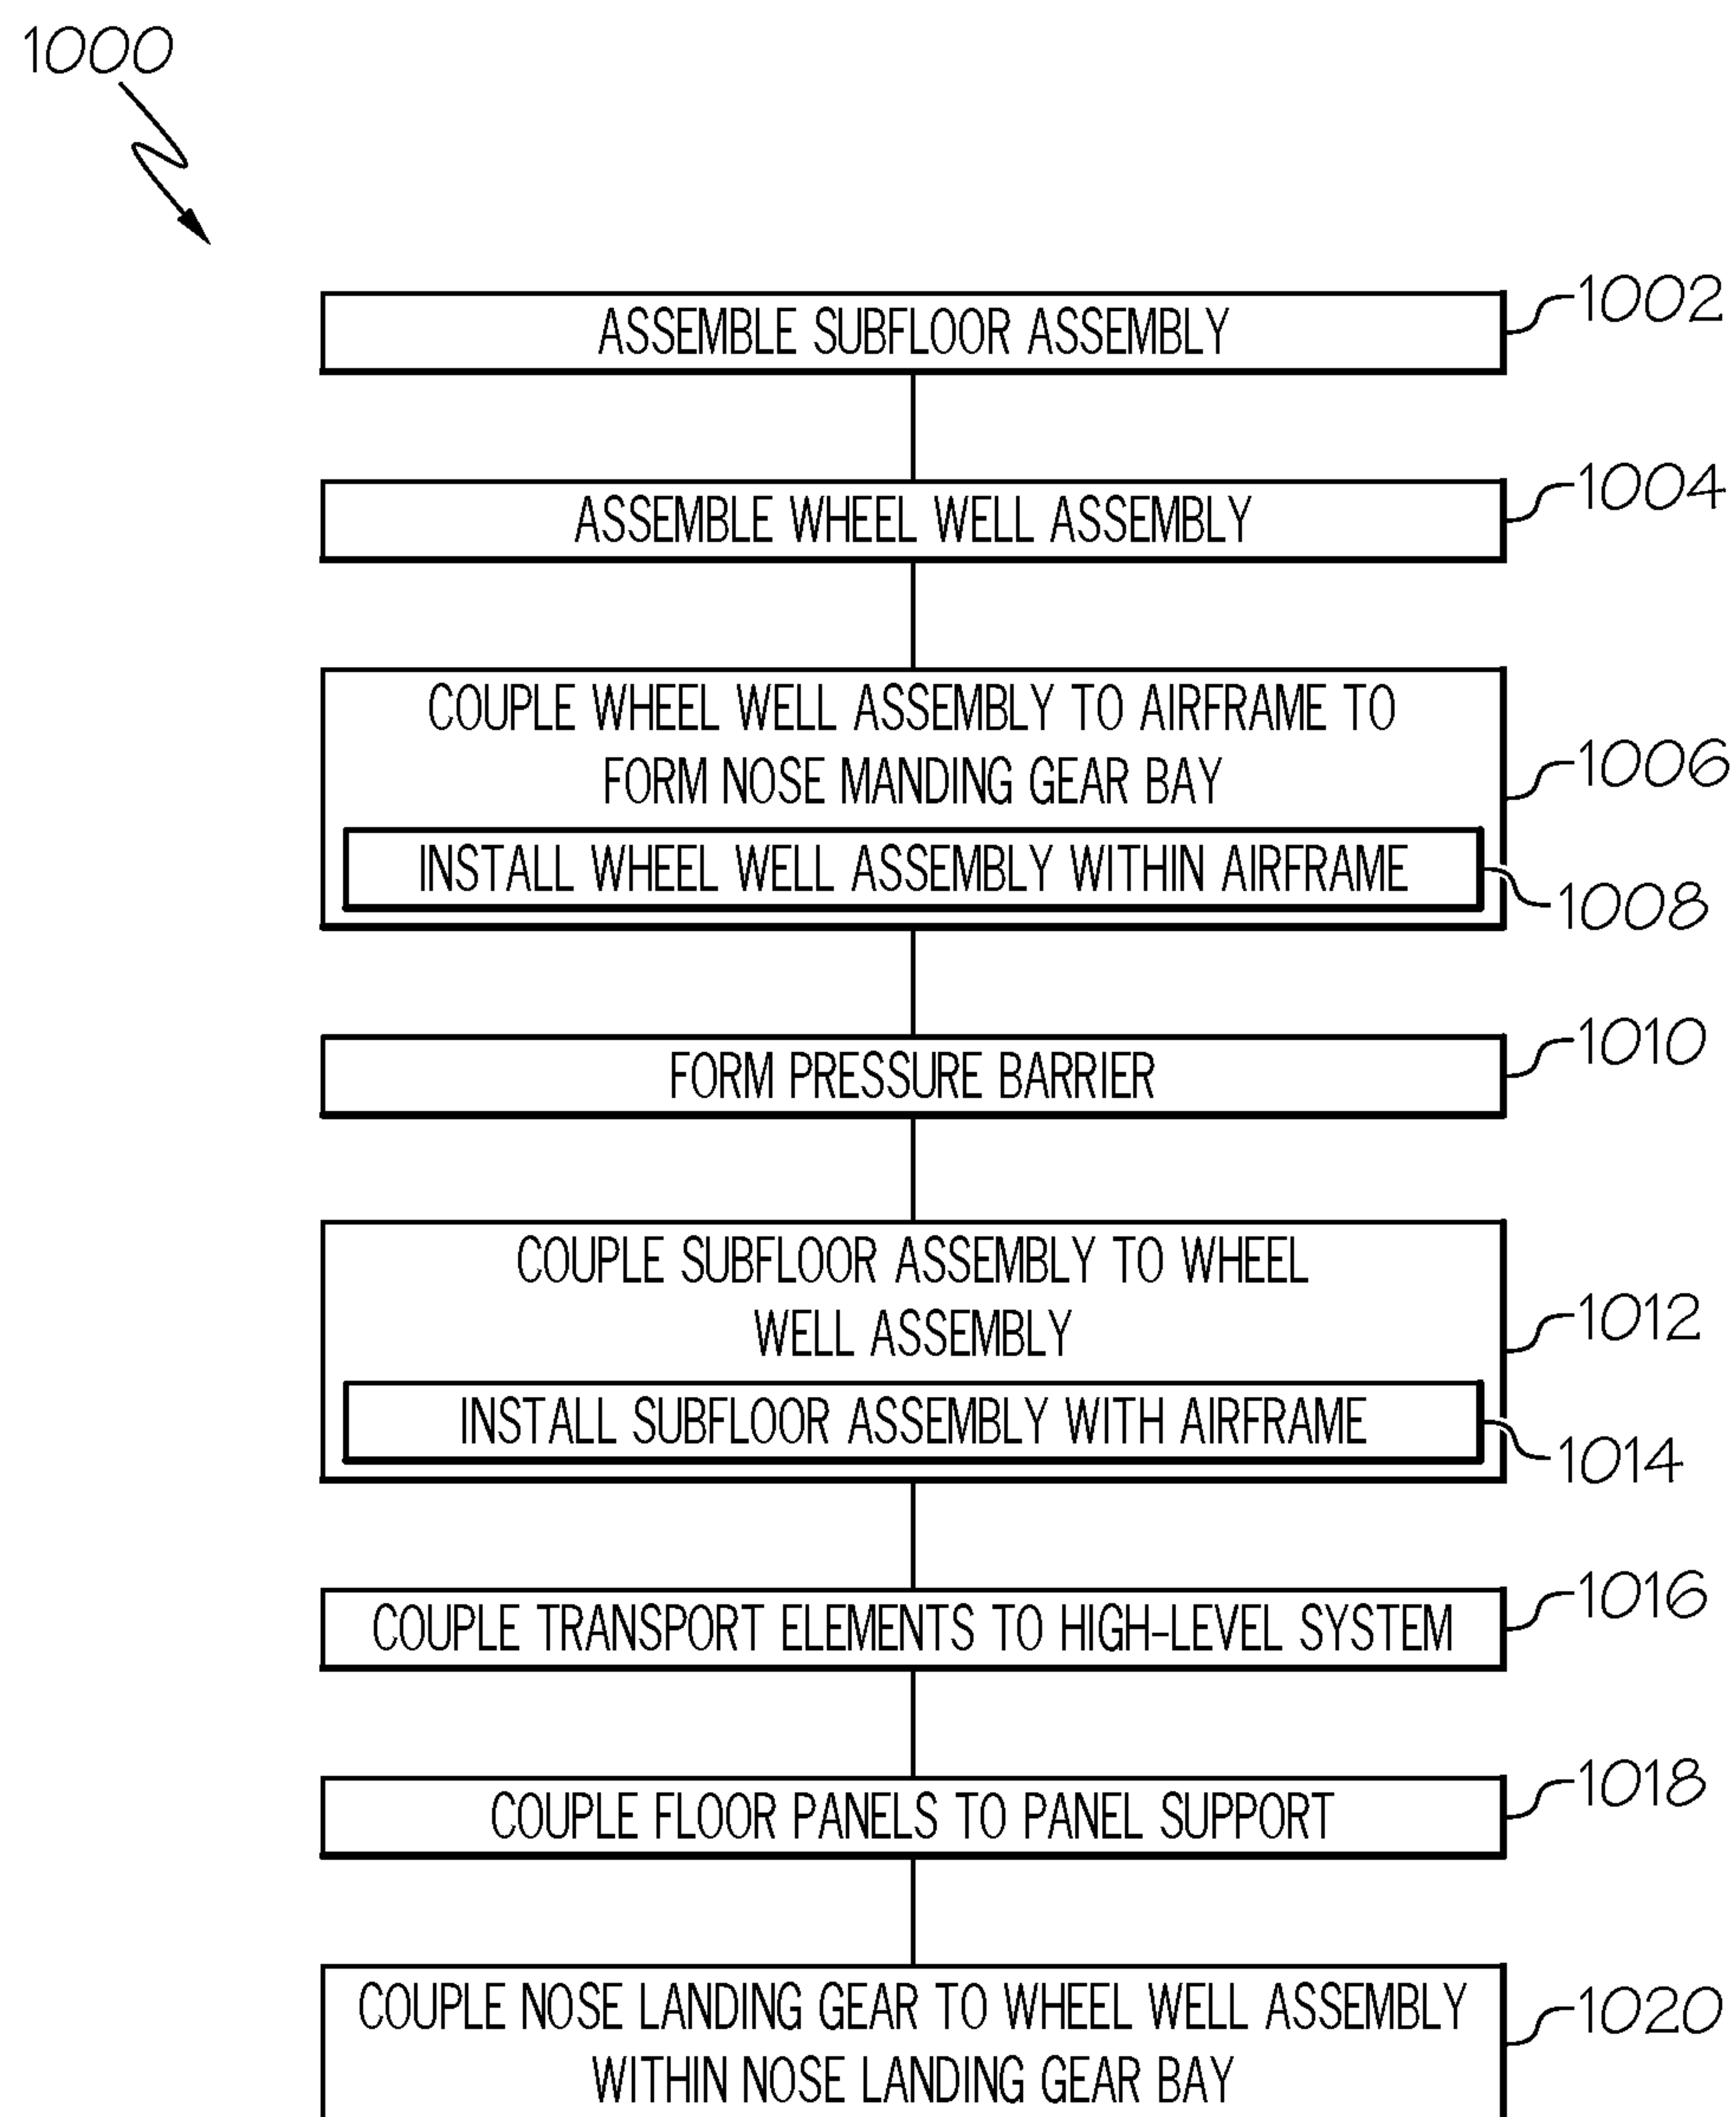 1000
ASSEMBLE SUBFLOOR ASSEMBLY
1002
ASSEMBLE WHEEL WELL ASSEMBLY
1004
COUPLE WHEEL WELL ASSEMBLY TO AIRFRAME TO
FORM NOSE MANDING GEAR BAY
1006
INSTALL WHEEL WELL ASSEMBLY WITHIN AIRFRAME
1008
FORM PRESSURE BARRIER
1010
COUPLE SUBFLOOR ASSEMBLY TO WHEEL
WELL ASSEMBLY
1012
INSTALL SUBFLOOR ASSEMBLY WITH AIRFRAME
1014
COUPLE TRANSPORT ELEMENTS TO HIGH-LEVEL SYSTEM
1016
COUPLE FLOOR PANELS TO PANEL SUPPORT
1018
COUPLE NOSE LANDING GEAR TO WHEEL WELL ASSEMBLY
WITHIN NOSE LANDING GEAR BAY
1020